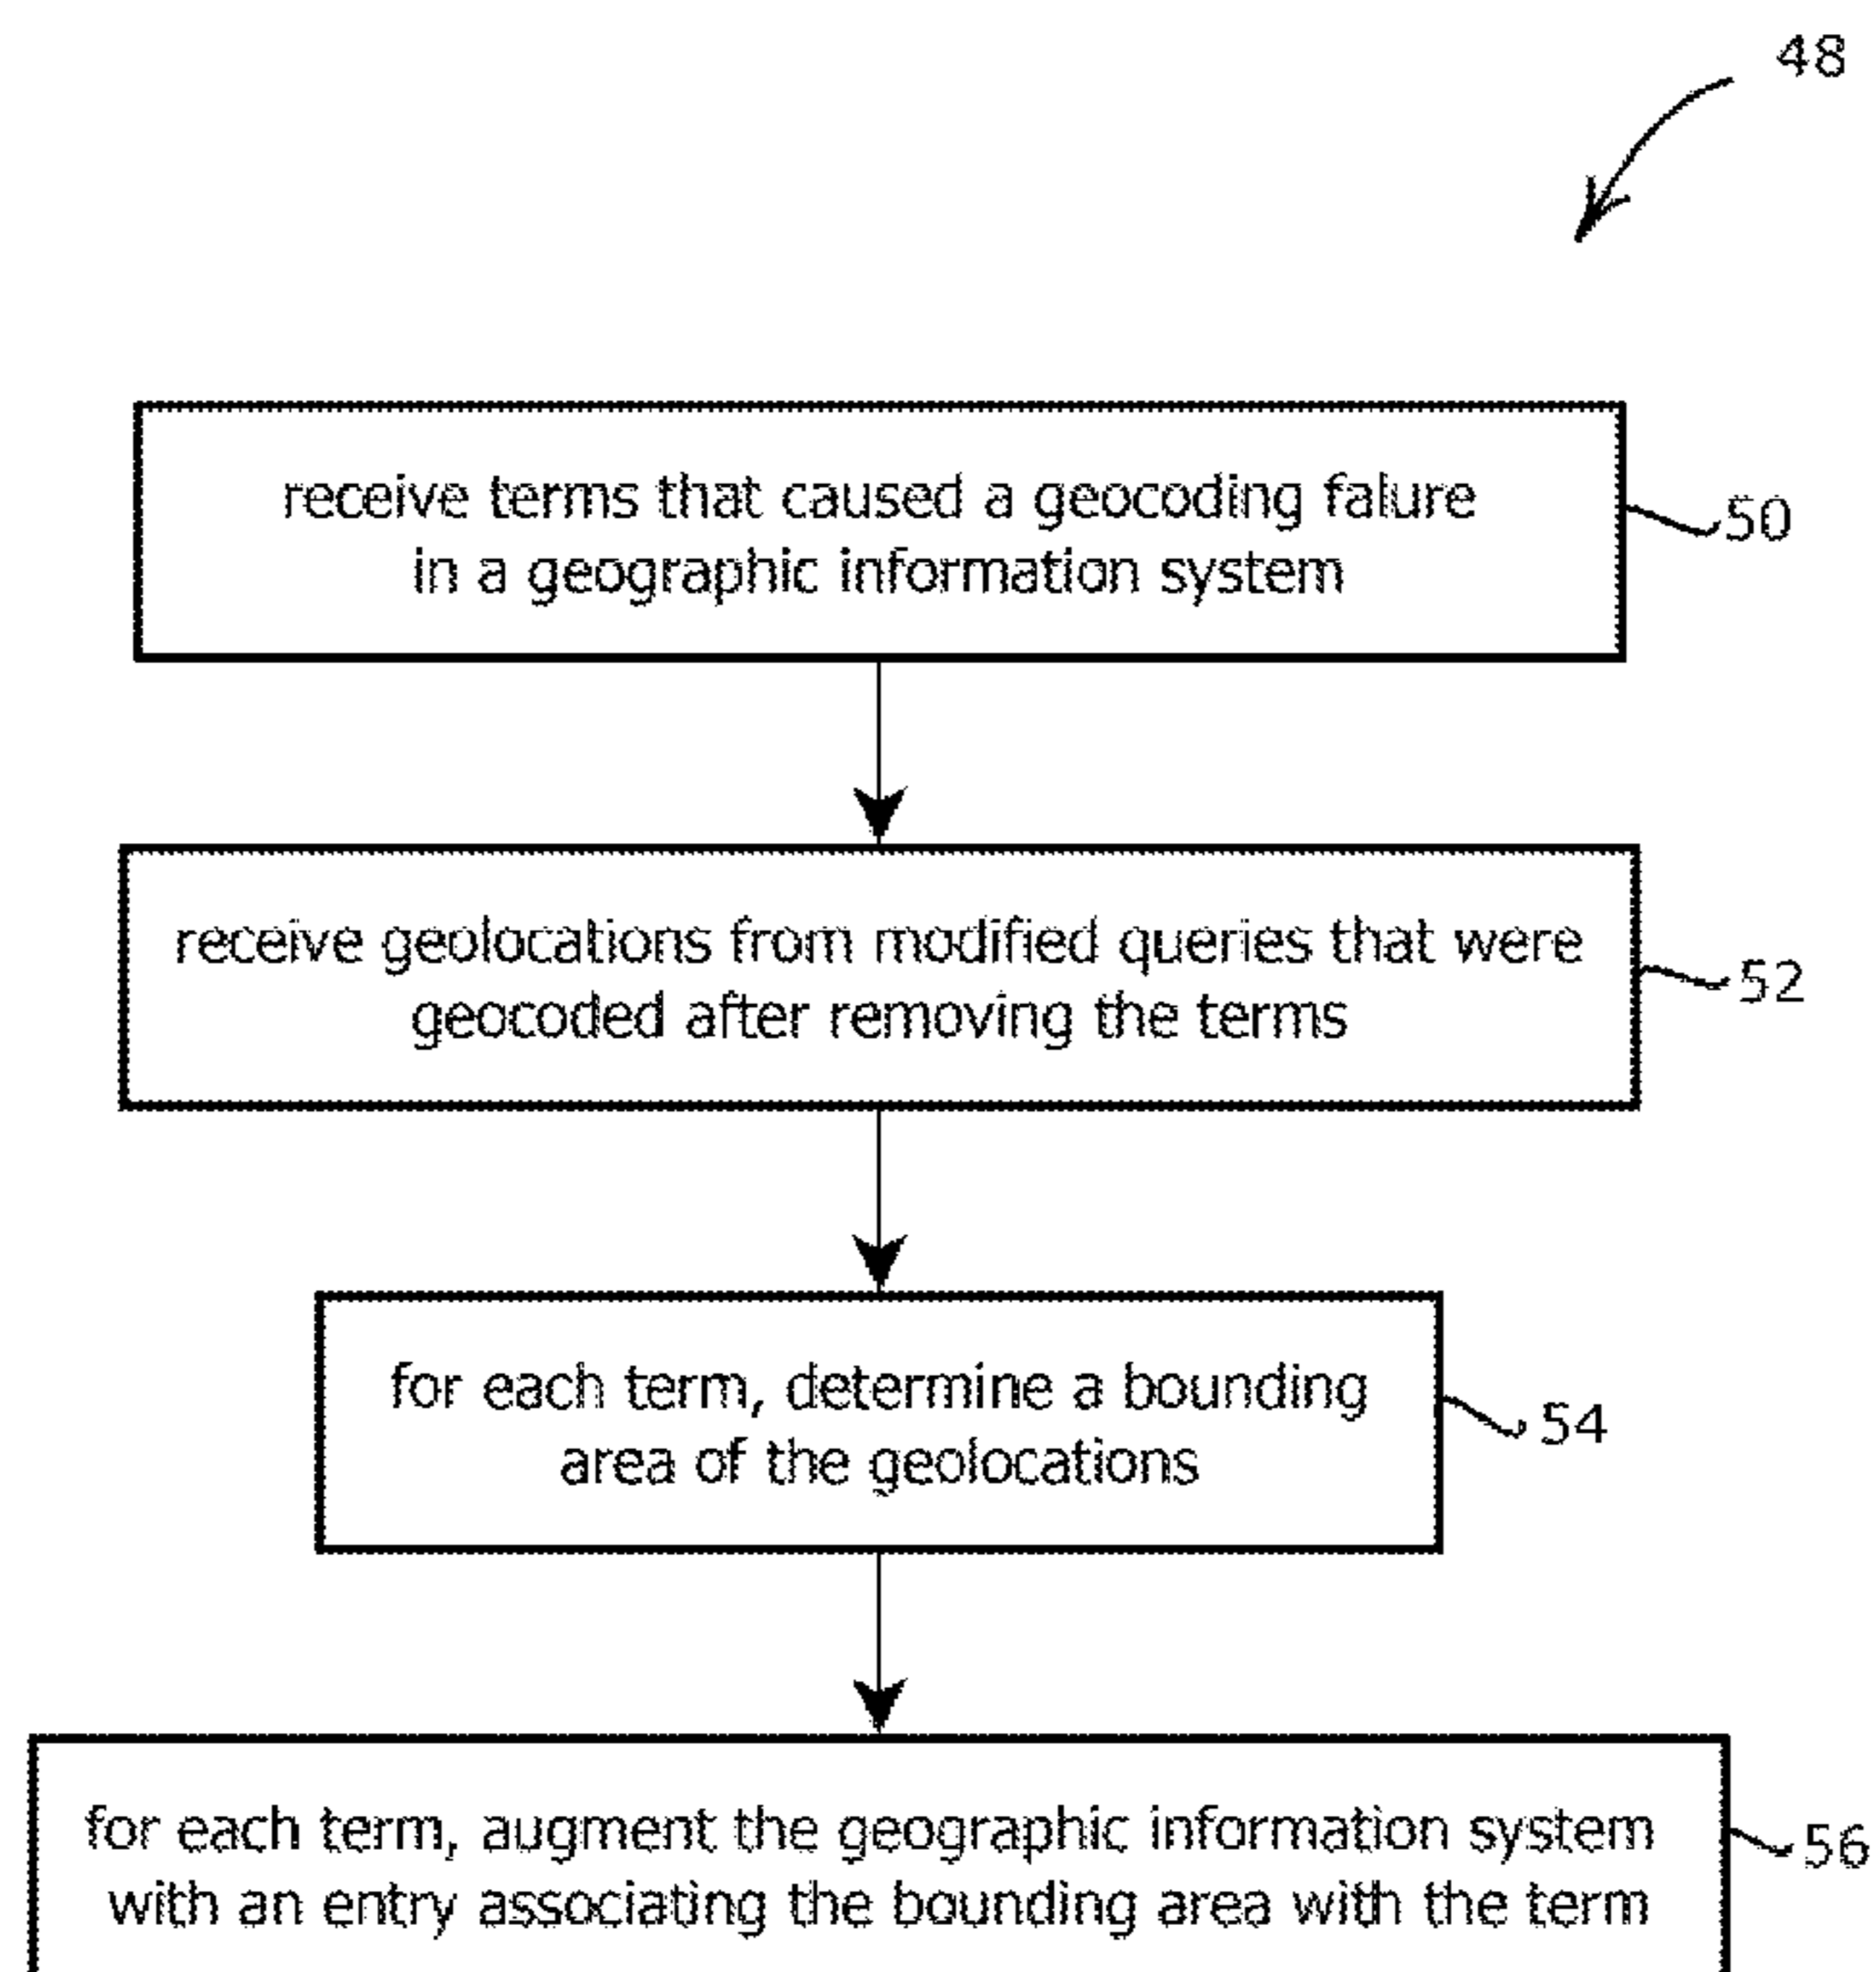 48
receive terms that caused a geocoding falure
in a geographic information system
50
receive geolocations from modified queries that were
geocoded after removing the terms
52
for each term, determine a bounding
area of the geolocations
54
for each term, augment the geographic information system
with an entry associating the bounding area with the term
56